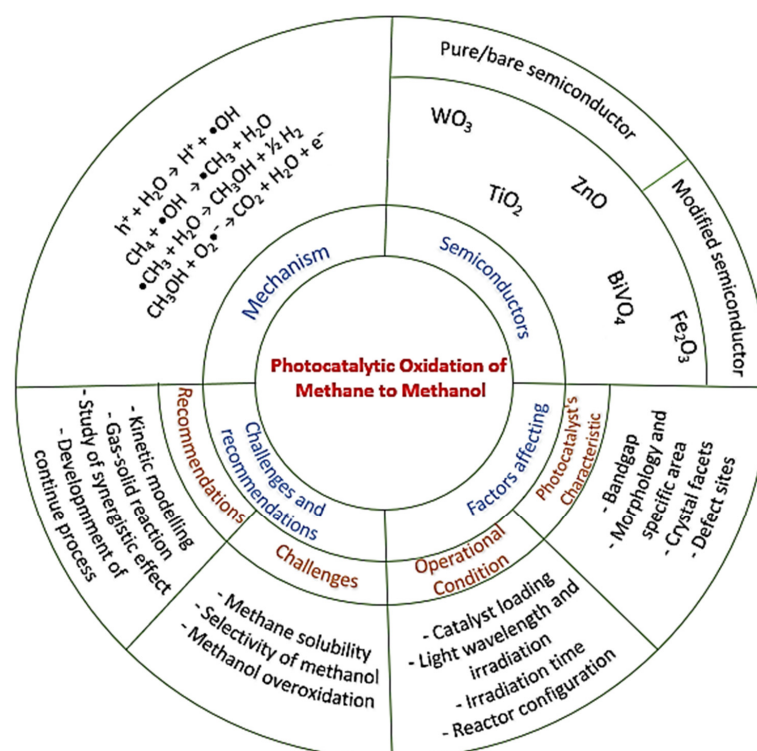 Photocatalytic Oxidation of
Methane to Methanol
Mechanism
h⁺ + H₂O → H⁺ + •OH
CH₄ + •OH → •CH₃ + H₂O
•CH₃ + H₂O → CH₃OH + ½ H₂
CH₃OH + O₂•⁻ → CO₂ + H₂O + e⁻
Semiconductors
Pure/bare semiconductor
Modified semiconductor
WO₃
TiO₂
ZnO
BiVO₄
Fe₂O₃
Factors affecting
Photocatalyst's
Characteristic
- Bandgap
- Morphology and
specific area
- Crystal facets
- Defect sites
Operational
Condition
- Catalyst loading
- Light wavelength and
irradiation
- Irradiation time
- Reactor configuration
Challenges and
recommendations
Challenges
- Methane solubility
- Selectivity of methanol
- Methanol overoxidation
Recommendations
- Kinetic modelling
- Gas-solid reaction
- Study of synergistic effect
- Developmment of
continue process